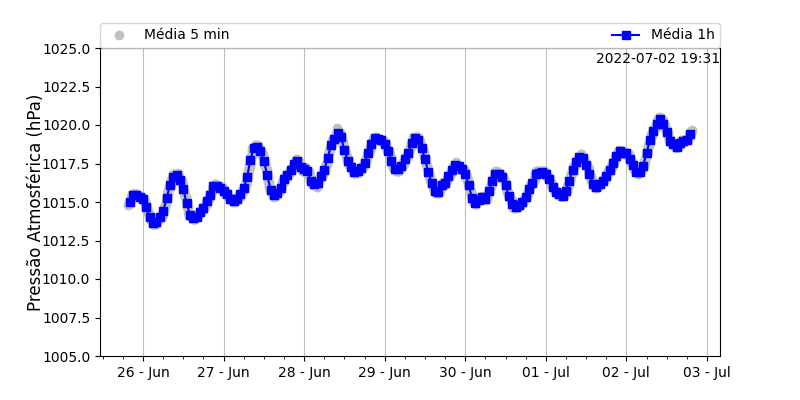 Média 5 min
Média 1h
2022-07-02 19:31
Pressão Atmosférica (hPa)
1025.0
1022.5
1020.0
1017.5
1015.0
1012.5
1010.0
1007.5
1005.0
26 - Jun
27 - Jun
28 - Jun
29 - Jun
30 - Jun
01 - Jul
02 - Jul
03 - Jul